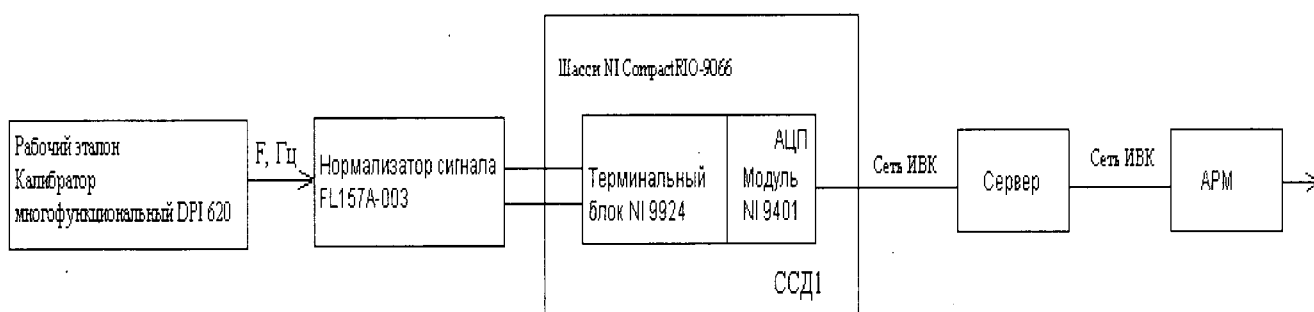 Шасси NI CompactRIO-9066
Рабочий эталон
Калибратор
многофункциональный DPI 620
F, Гц
Нормализатор сигнала
FL157A-003
Терминальный
блок NI 9924
АЦП
Модуль
NI 9401
ССД1
Сеть ИВК
Сервер
Сеть ИВК
АРМ